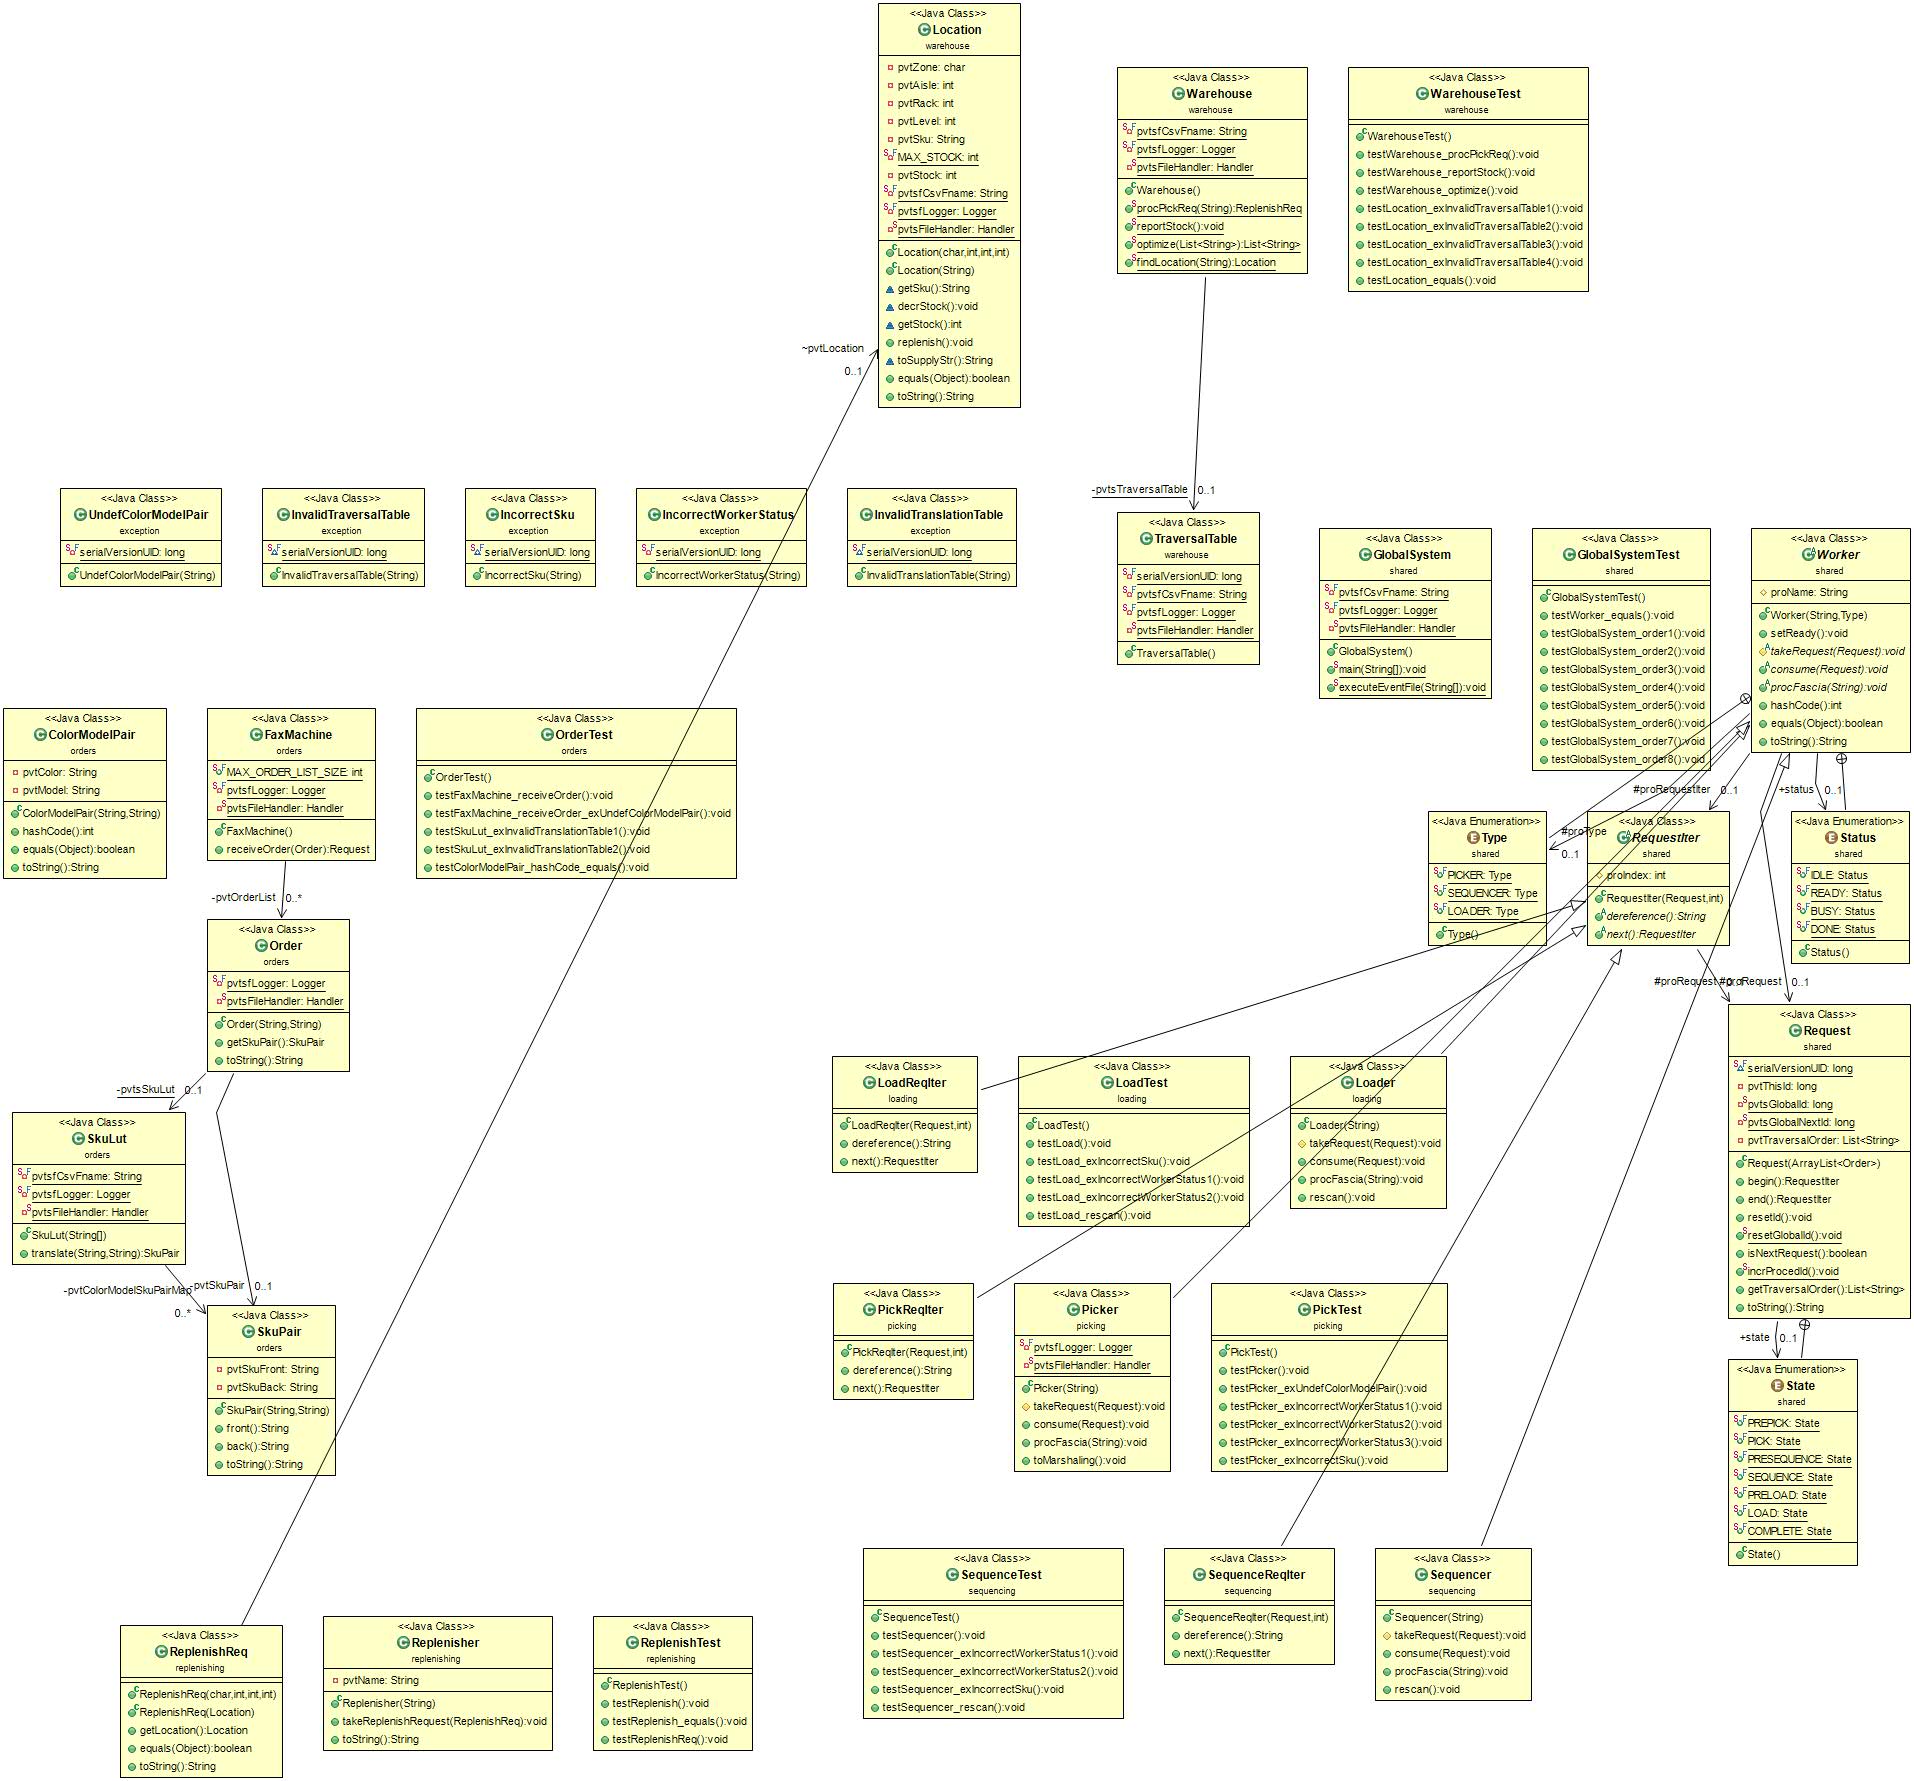 <<Java Class>>
Location
warehouse
pvtZone: char
pvtAisle: int
pvtRack: int
pvtLevel: int
pvtSku: String
MAX_STOCK: int
pvtStock: int
pvtsfCsvFname: String
pvtsfLogger: Logger
pvtsFileHandler: Handler
Location(char,int,int,int)
Location(String)
getSku():String
decrStock():void
getStock():int
replenish():void
toSupplyStr():String
equals(Object):boolean
toString():String
<<Java Class>>
Warehouse
warehouse
pvtsfCsvFname: String
pvtsfLogger: Logger
pvtsFileHandler: Handler
Warehouse()
procPickReq(String):ReplenishReq
reportStock():void
optimize(List<String>):List<String>
findLocation(String):Location
<<Java Class>>
WarehouseTest
warehouse
WarehouseTest()
testWarehouse_procPickReq():void
testWarehouse_reportStock():void
testWarehouse_optimize():void
testLocation_exInvalidTraversalTable1():void
testLocation_exInvalidTraversalTable2():void
testLocation_exInvalidTraversalTable3():void
testLocation_exInvalidTraversalTable4():void
testLocation_equals():void
~pvtLocation
0..1
<<Java Class>>
UndefColorModelPair
exception
serialVersionUID: long
UndefColorModelPair(String)
<<Java Class>>
InvalidTraversalTable
exception
serialVersionUID: long
InvalidTraversalTable(String)
<<Java Class>>
IncorrectSku
exception
serialVersionUID: long
IncorrectSku(String)
<<Java Class>>
IncorrectWorkerStatus
exception
serialVersionUID: long
IncorrectWorkerStatus(String)
<<Java Class>>
InvalidTranslationTable
exception
serialVersionUID: long
InvalidTranslationTable(String)
-pvtsTraversalTable
0..1
<<Java Class>>
TraversalTable
warehouse
serialVersionUID: long
pvtsfCsvFname: String
pvtsfLogger: Logger
pvtsFileHandler: Handler
TraversalTable()
<<Java Class>>
GlobalSystem
shared
pvtsfCsvFname: String
pvtsfLogger: Logger
pvtsFileHandler: Handler
GlobalSystem()
main(String[]):void
executeEventFile(String[]):void
<<Java Class>>
GlobalSystemTest
shared
GlobalSystemTest()
testWorker_equals():void
testGlobalSystem_order1():void
testGlobalSystem_order2():void
testGlobalSystem_order3():void
testGlobalSystem_order4():void
testGlobalSystem_order5():void
testGlobalSystem_order6():void
testGlobalSystem_order7():void
testGlobalSystem_order8():void
<<Java Class>>
Worker
shared
proName: String
Worker(String,Type)
setReady():void
takeRequest(Request):void
consume(Request):void
procFascia(String):void
hashCode():int
equals(Object):boolean
toString():String
<<Java Class>>
ColorModelPair
orders
pvtColor: String
pvtModel: String
ColorModelPair(String,String)
hashCode():int
equals(Object):boolean
toString():String
<<Java Class>>
FaxMachine
orders
MAX_ORDER_LIST_SIZE: int
pvtsfLogger: Logger
pvtsFileHandler: Handler
FaxMachine()
receiveOrder(Order):Request
<<Java Class>>
OrderTest
orders
OrderTest()
testFaxMachine_receiveOrder():void
testFaxMachine_receiveOrder_exUndefColorModelPair():void
testSkuLut_exInvalidTranslationTable1():void
testSkuLut_exInvalidTranslationTable2():void
testColorModelPair_hashCode_equals():void
#proRequestIter
0..1
+status
0..1
#proType
0..1
<<Java Enumeration>>
Type
shared
PICKER: Type
SEQUENCER: Type
LOADER: Type
Type()
<<Java Class>>
RequestIter
shared
proIndex: int
RequestIter(Request,int)
dereference():String
next():RequestIter
<<Java Enumeration>>
Status
shared
IDLE: Status
READY: Status
BUSY: Status
DONE: Status
Status()
-pvtOrderList
0..*
<<Java Class>>
Order
orders
pvtsfLogger: Logger
pvtsFileHandler: Handler
Order(String,String)
getSkuPair():SkuPair
toString():String
#proRequest
#proRequest
0..1
<<Java Class>>
Request
shared
serialVersionUID: long
pvtThisId: long
pvtsGlobalId: long
pvtsGlobalNextId: long
pvtTraversalOrder: List<String>
Request(ArrayList<Order>)
begin():RequestIter
end():RequestIter
resetId():void
resetGlobalId():void
isNextRequest():boolean
incrProcedId():void
getTraversalOrder():List<String>
toString():String
-pvtsSkuLut
0..1
<<Java Class>>
SkuLut
orders
pvtsfCsvFname: String
pvtsfLogger: Logger
pvtsFileHandler: Handler
SkuLut(String[])
translate(String,String):SkuPair
<<Java Class>>
LoadReqIter
loading
LoadReqIter(Request,int)
dereference():String
next():RequestIter
<<Java Class>>
LoadTest
loading
LoadTest()
testLoad():void
testLoad_exIncorrectSku():void
testLoad_exIncorrectWorkerStatus1():void
testLoad_exIncorrectWorkerStatus2():void
testLoad_rescan():void
<<Java Class>>
Loader
loading
Loader(String)
takeRequest(Request):void
consume(Request):void
procFascia(String):void
rescan():void
-pvtColorModelSkuPairMap
0..*
-pvtSkuPair
0..1
<<Java Class>>
SkuPair
orders
pvtSkuFront: String
pvtSkuBack: String
SkuPair(String,String)
front():String
back():String
toString():String
<<Java Class>>
PickReqIter
picking
PickReqIter(Request,int)
dereference():String
next():RequestIter
<<Java Class>>
Picker
picking
pvtsfLogger: Logger
pvtsFileHandler: Handler
Picker(String)
takeRequest(Request):void
consume(Request):void
procFascia(String):void
toMarshaling():void
<<Java Class>>
PickTest
picking
PickTest()
testPicker():void
testPicker_exUndefColorModelPair():void
testPicker_exIncorrectWorkerStatus1():void
testPicker_exIncorrectWorkerStatus2():void
testPicker_exIncorrectWorkerStatus3():void
testPicker_exIncorrectSku():void
+state
0..1
<<Java Enumeration>>
State
shared
PREPICK: State
PICK: State
PRESEQUENCE: State
SEQUENCE: State
PRELOAD: State
LOAD: State
COMPLETE: State
State()
<<Java Class>>
SequenceTest
sequencing
SequenceTest()
testSequencer():void
testSequencer_exIncorrectWorkerStatus1():void
testSequencer_exIncorrectWorkerStatus2():void
testSequencer_exIncorrectSku():void
testSequencer_rescan():void
<<Java Class>>
SequenceReqIter
sequencing
SequenceReqIter(Request,int)
dereference():String
next():RequestIter
<<Java Class>>
Sequencer
sequencing
Sequencer(String)
takeRequest(Request):void
consume(Request):void
procFascia(String):void
rescan():void
<<Java Class>>
ReplenishReq
replenishing
ReplenishReq(char,int,int,int)
ReplenishReq(Location)
getLocation():Location
equals(Object):boolean
toString():String
<<Java Class>>
Replenisher
replenishing
pvtName: String
Replenisher(String)
takeReplenishRequest(ReplenishReq):void
toString():String
<<Java Class>>
ReplenishTest
replenishing
ReplenishTest()
testReplenish():void
testReplenish_equals():void
testReplenishReq():void